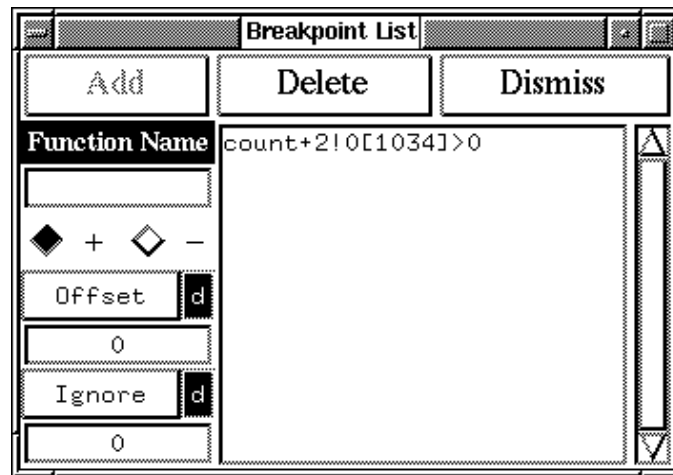 Breakpoint List
Add
Delete
Dismiss
Function Name
+
-
Offset
d
0
Ignore
d
0
count+2!0[1034]>0